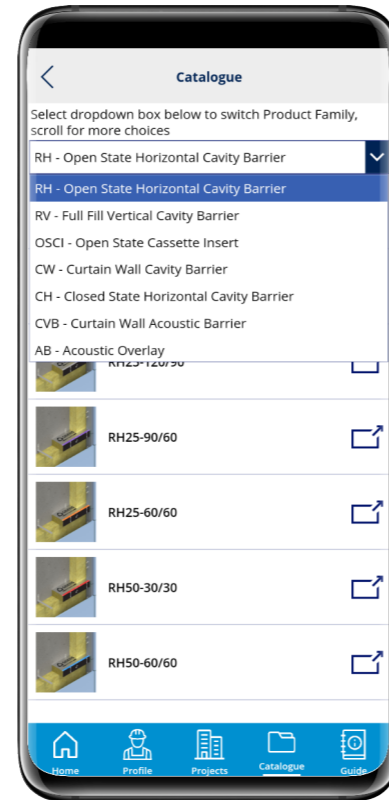 Catalogue
Select dropdown box below to switch Product Family,
scroll for more choices
RH - Open State Horizontal Cavity Barrier
RH - Open State Horizontal Cavity Barrier
RV - Full Fill Vertical Cavity Barrier
OSCI - Open State Cassette Insert
CW - Curtain Wall Cavity Barrier
CH - Closed State Horizontal Cavity Barrier
CVB - Curtain Wall Acoustic Barrier
AB - Acoustic Overlay
RH25-120/90
RH25-90/60
RH25-60/60
RH50-30/30
RH50-60/60
Home Profile Projects Catalogue Guide